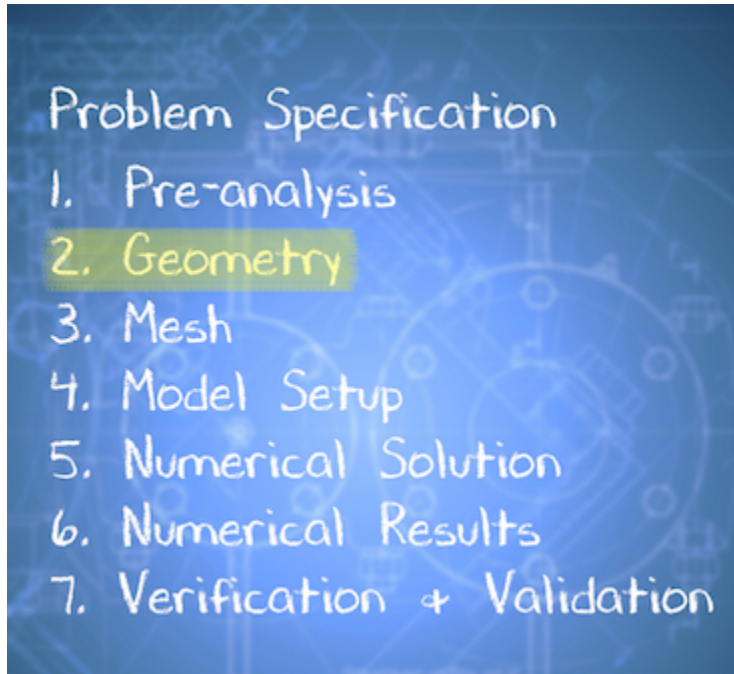 Problem Specification
1. Pre-analysis
2. Geometry
3. Mesh
4. Model Setup
5. Numerical Solution
6. Numerical Results
7. Verification & Validation